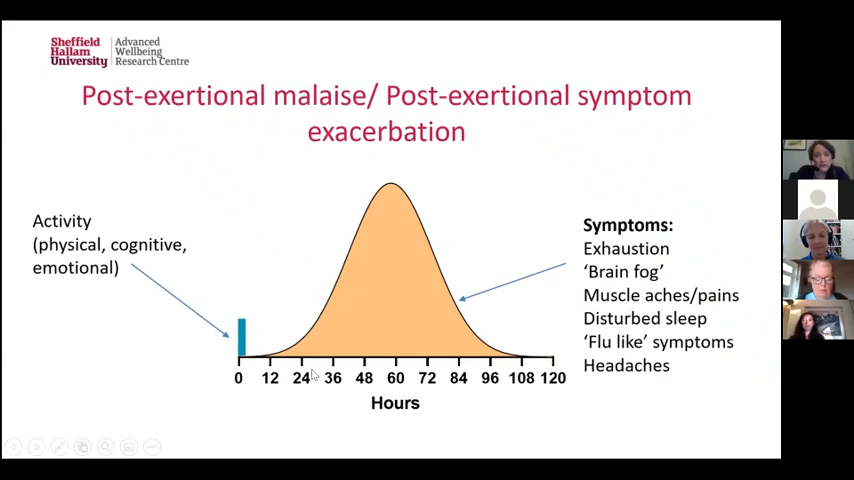 Sheffield
Hallam
University
Advanced
Wellbeing
Research Centre
Post-exertional malaise/ Post-exertional symptom
exacerbation
Activity
(physical, cognitive,
emotional)
Symptoms:
Exhaustion
‘Brain fog’
Muscle aches/pains
Disturbed sleep
‘Flu like’ symptoms
Headaches
0 12 24 36 48 60 72 84 96 108 120
Hours